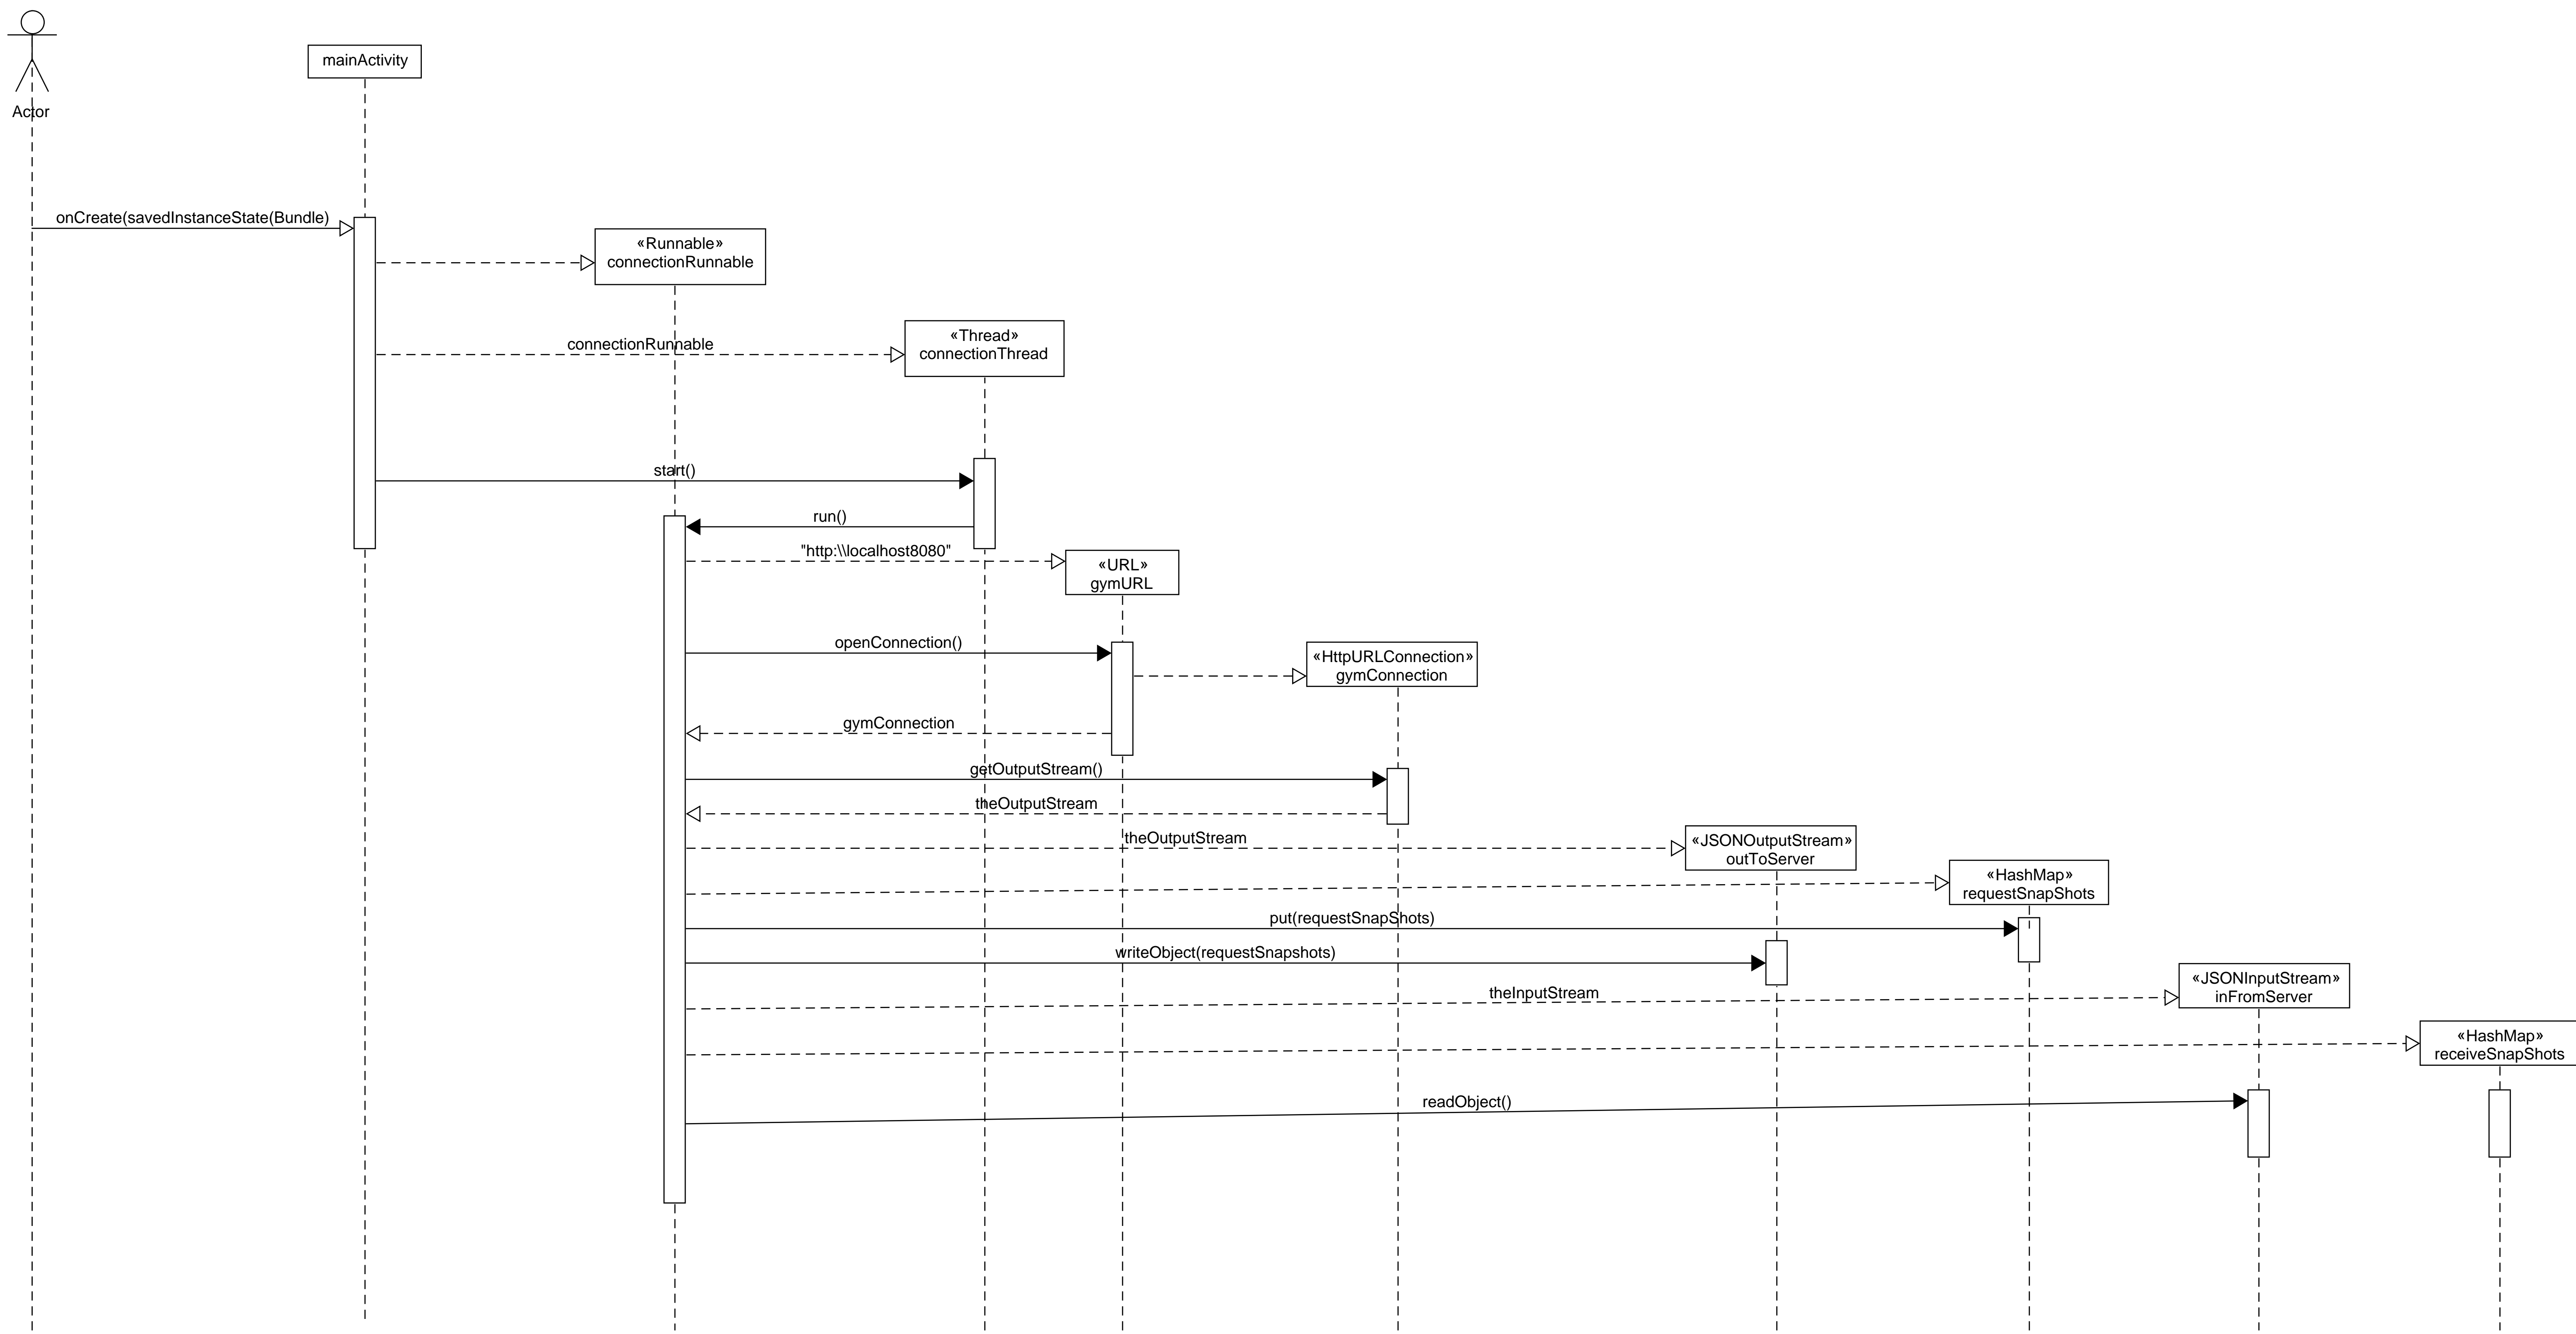 Actor
mainActivity
onCreate(savedInstanceState(Bundle)
«Runnable»
connectionRunnable
connectionRunnable
«Thread»
connectionThread
start()
run()
"http:\\localhost8080"
«URL»
gymURL
openConnection()
«HttpURLConnection»
gymConnection
gymConnection
getOutputStream()
theOutputStream
theOutputStream
«JSONOutputStream»
outToServer
«HashMap»
requestSnapShots
put(requestSnapShots)
writeObject(requestSnapshots)
theInputStream
«JSONInputStream»
inFromServer
«HashMap»
receiveSnapShots
readObject()